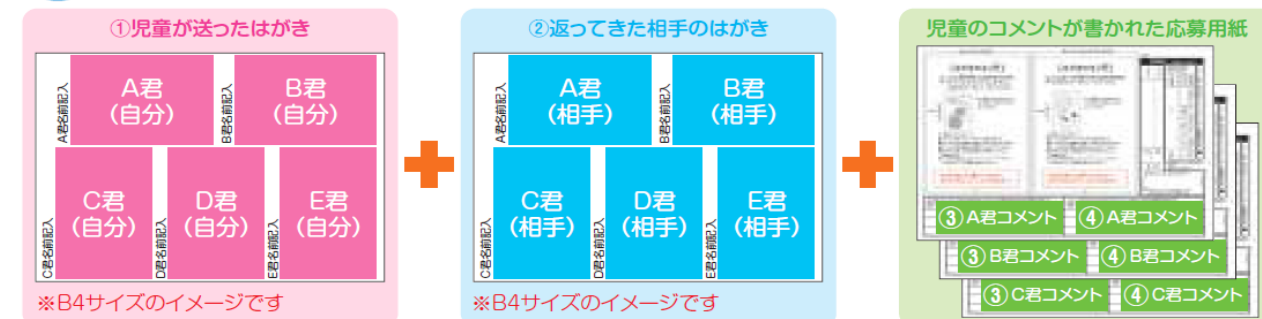 ①児童が送ったはがき
A君名前記入
A君
(自分)
B君名前記入
B君
(自分)
C君名前記入
C君
(自分)
D君名前記入
D君
(自分)
E君名前記入
E君
(自分)
※B4サイズのイメージです
②返ってきた相手のはがき
A君名前記入
A君
(相手)
B君名前記入
B君
(相手)
C君名前記入
C君
(相手)
D君名前記入
D君
(相手)
E君名前記入
E君
(相手)
※B4サイズのイメージです
児童のコメントが書かれた応募用紙
③A君コメント ④A君コメント
③B君コメント ④B君コメント
③C君コメント ④C君コメント